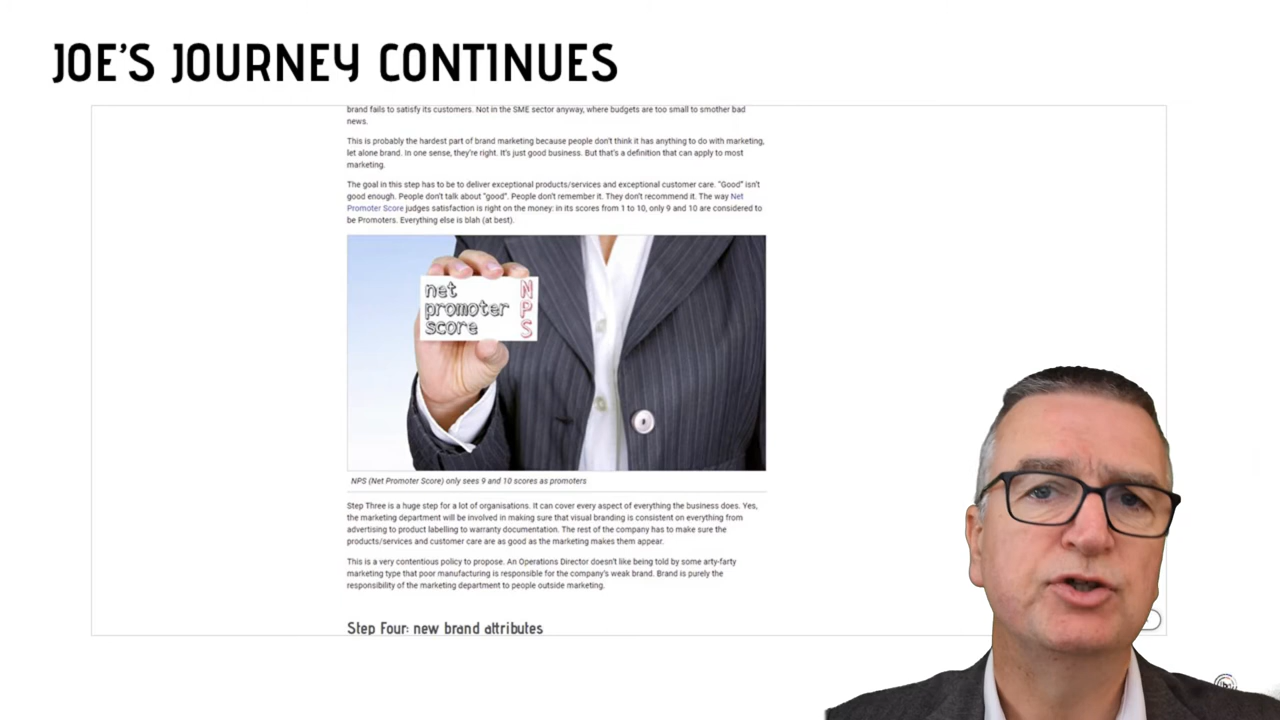 JOE'S JOURNEY CONTINUES
brand fails to satisfy its customers. Not in the SME sector anyway, where budgets are too small to smother bad
news.
This is probably the hardest part of brand marketing because people don't think it has anything to do with marketing,
let alone brand. In one sense, they're right. It's just good business. But that's a definition that can apply to most
marketing.
The goal in this step has to be to deliver exceptional products/services and exceptional customer care. "Good" isn't
good enough. People don't talk about "good". People don't remember it. They don't recommend it. The way Net
Promoter Score judges satisfaction is right on the money: in its scores from 1 to 10, only 9 and 10 are considered to
be Promoters. Everything else is blah (at best).
net
promoter
score
NPS
NPS (Net Promoter Score) only sees 9 and 10 scores as promoters
Step Three is a huge step for a lot of organisations. It can cover every aspect of everything the business does. Yes,
the marketing department will be involved in making sure that visual branding is consistent on everything from
advertising to product labelling to warranty documentation. The rest of the company has to make sure the
products/services and customer care are as good as the marketing makes them appear.
This is a very contentious policy to propose. An Operations Director doesn't like being told by some arty-farty
marketing type that poor manufacturing is responsible for the company's weak brand. Brand is purely the
responsibility of the marketing department to people outside marketing.
Step Four: new brand attributes